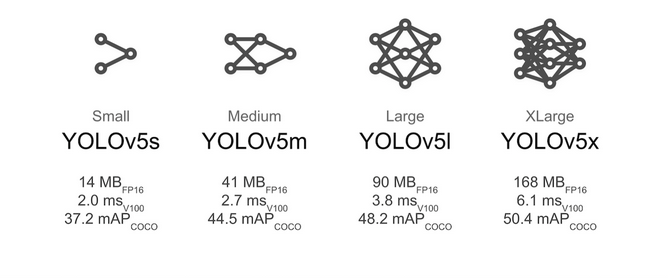 Small Medium Large XLarge
YOLOv5s YOLOv5m YOLOv5l YOLOv5x
14 MB FP16 41 MB FP16 90 MB FP16 168 MB FP16
2.0 ms V100 2.7 ms V100 3.8 ms V100 6.1 ms V100
37.2 mAP COCO 44.5 mAP COCO 48.2 mAP COCO 50.4 mAP COCO